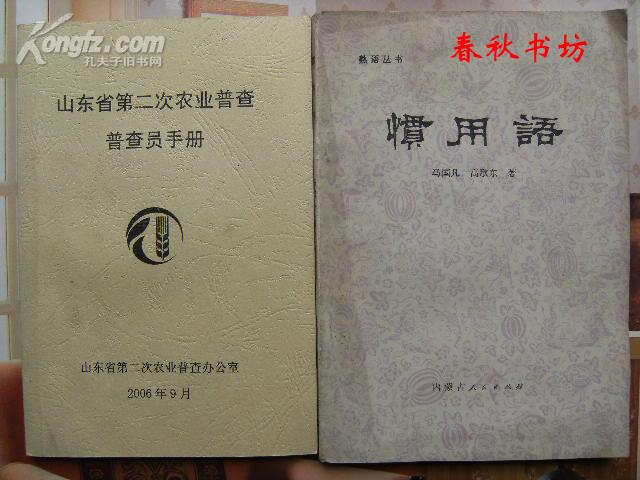 Kongfz.com
孔夫子旧书网
山东省第二次农业普查
普查员手册
山东省第二次农业普查办公室
2006年9月
春秋书坊
熟语丛书
慣用語
马国凡 高歌东 著
内蒙古人民出版社